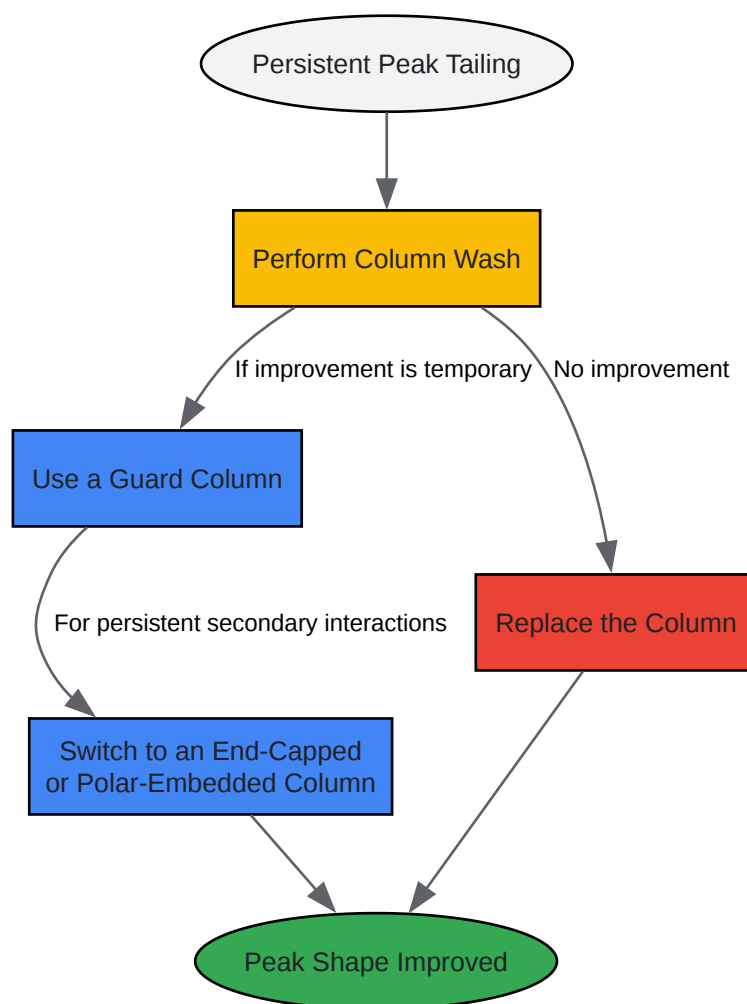 Persistent Peak Tailing
Perform Column Wash
If improvement is temporary
No improvement
Use a Guard Column
For persistent secondary interactions
Replace the Column
Switch to an End-Capped
or Polar-Embedded Column
Peak Shape Improved